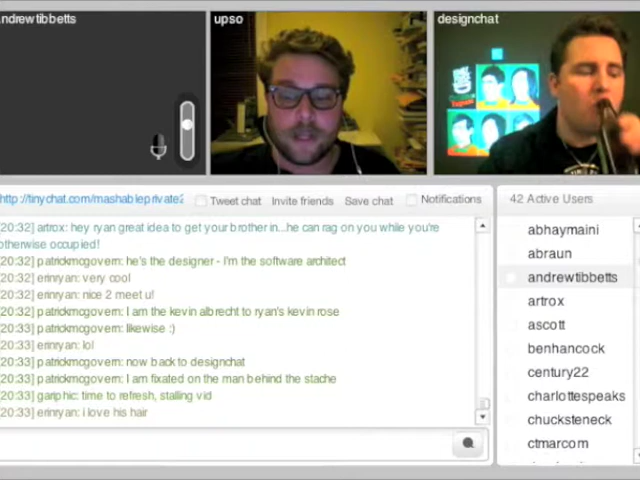 andrewtibbetts
upso
designchat
http://tinychat.com/mashableprivate2
Tweet chat
Invite friends
Save chat
Notifications
42 Active Users
[20:32] artrox: hey ryan great idea to get your brother in...he can rag on you while you're
otherwise occupied!
[20:32] patrickmcgovern: he's the designer - I'm the software architect
[20:32] erinryan: very cool
[20:32] erinryan: nice 2 meet u!
[20:32] patrickmcgovern: I am the kevin albrecht to ryan's kevin rose
[20:33] patrickmcgovern: likewise :)
[20:33] erinryan: lol
[20:33] patrickmcgovern: now back to designchat
[20:33] patrickmcgovern: I am fixated on the man behind the stache
[20:33] gariphic: time to refresh, stalling vid
[20:33] erinryan: i love his hair
abhaymaini
abraun
andrewtibbetts
artrox
ascott
benhancock
century22
charlottespeaks
chucksteneck
ctmarcom